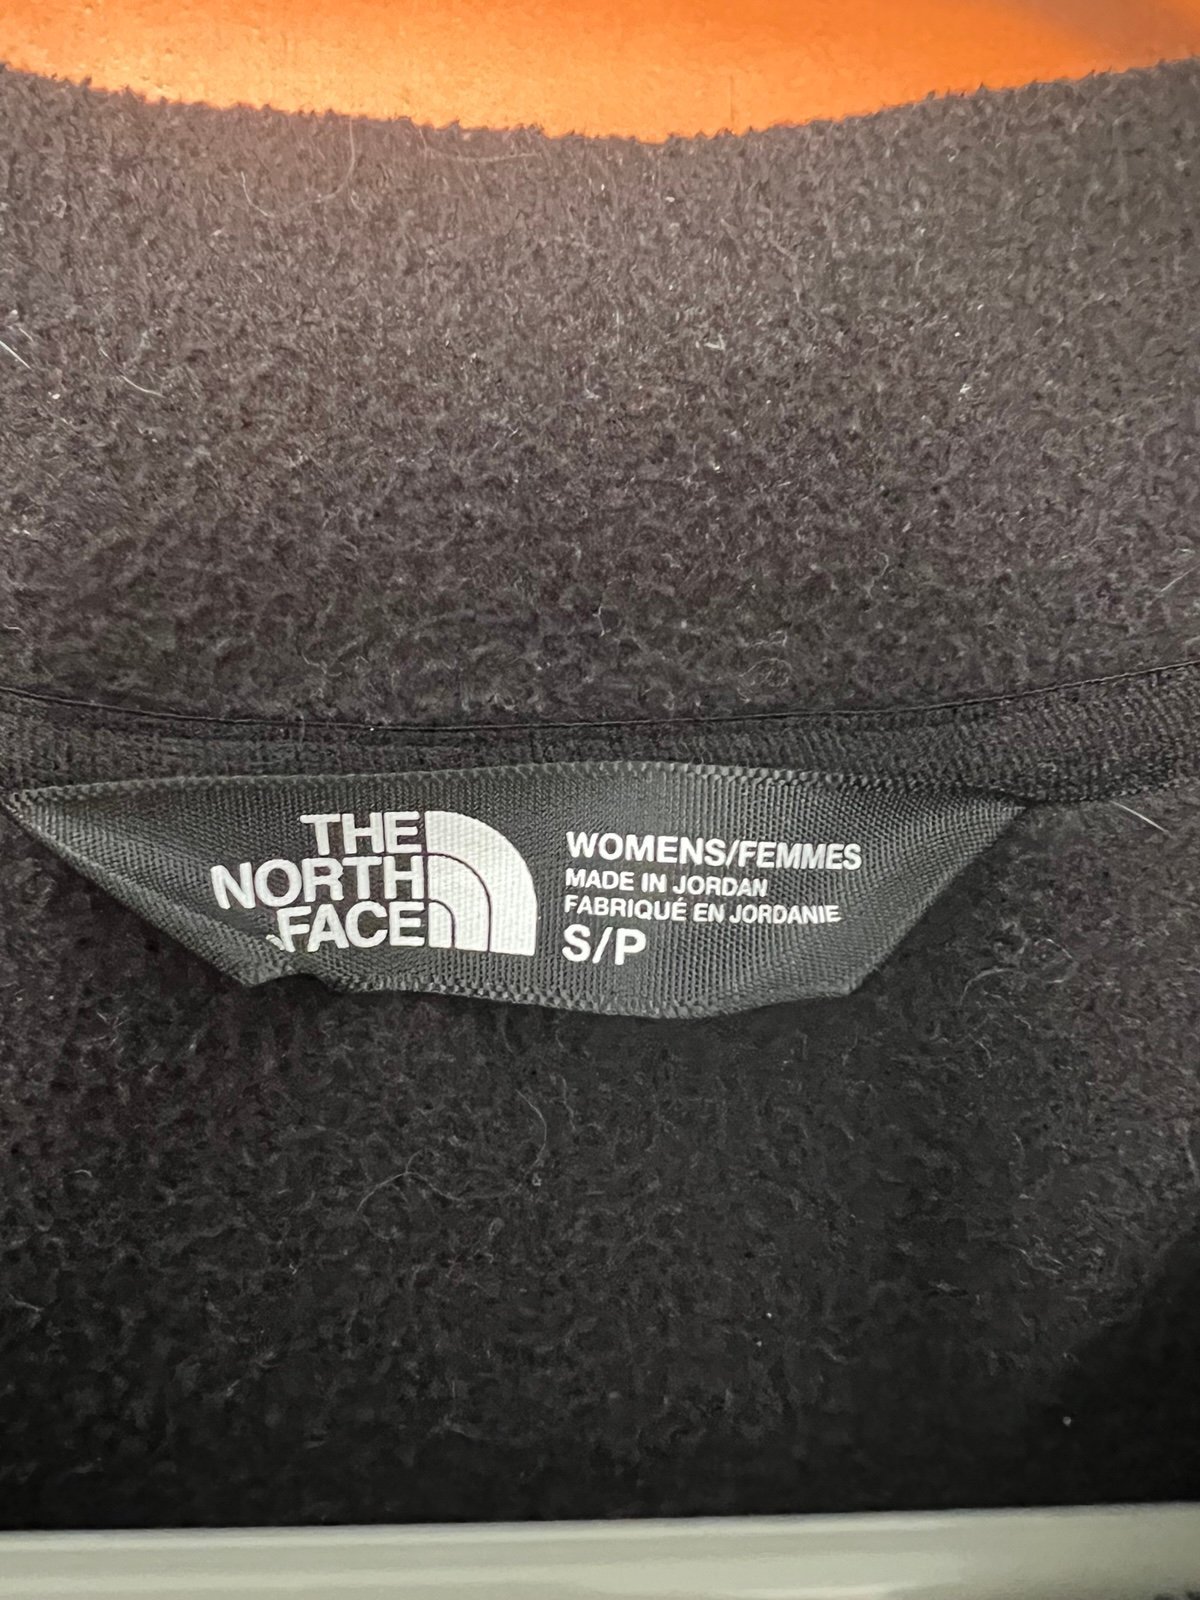 THE
NORTH
FACE
WOMENS/FEMMES
MADE IN JORDAN
FABRIQUÉ EN JORDANIE
S/P